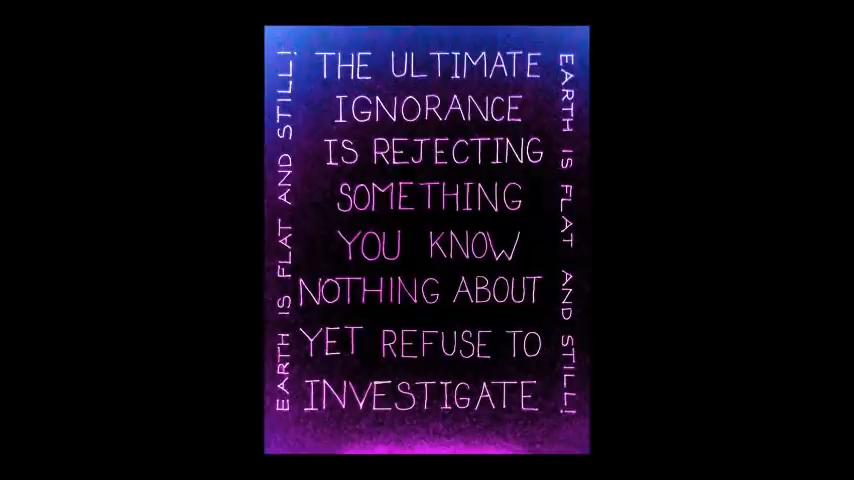 THE ULTIMATE
IGNORANCE
IS REJECTING
SOMETHING
YOU KNOW
NOTHING ABOUT
YET REFUSE TO
INVESTIGATE
EARTH IS FLAT AND STILL!
EARTH IS FLAT AND STILL!